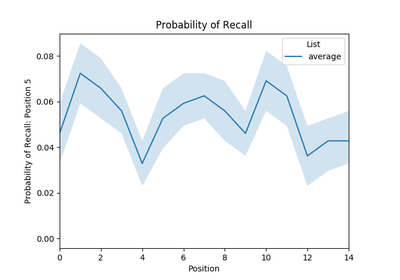 Probability of Recall
List
average
0.08
0.06
0.04
0.02
0.00
Probability of Recall: Position 5
0 2 4 6 8 10 12 14
Position